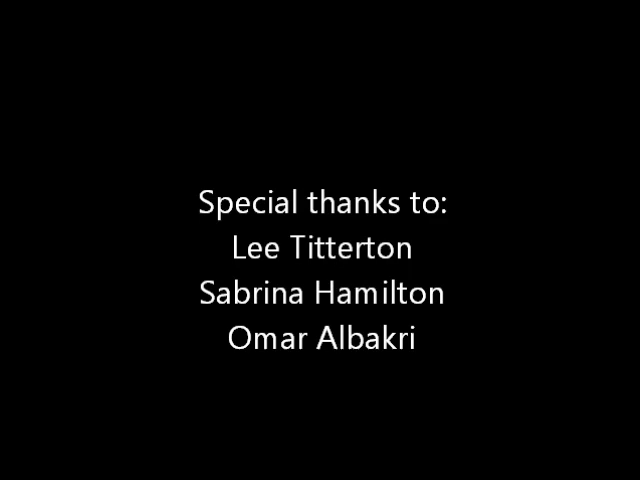 Special thanks to:
Lee Titterton
Sabrina Hamilton
Omar Albakri